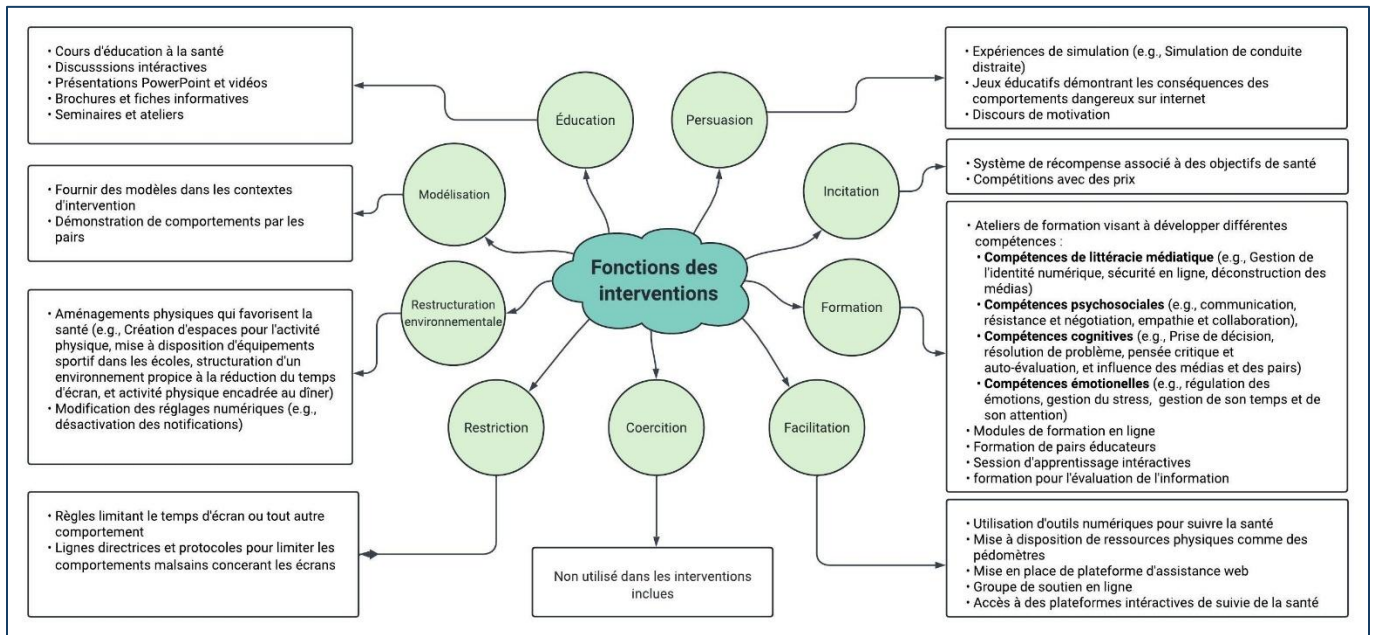 Fonctions des
interventions
Éducation
• Cours d'éducation à la santé
• Discusssions intéractives
• Présentations PowerPoint et vidéos
• Brochures et fiches informatives
• Seminaires et ateliers
Persuasion
• Expériences de simulation (e.g., Simulation de conduite
distraite)
• Jeux éducatifs démontrant les conséquences des
comportements dangereux sur internet
• Discours de motivation
Modélisation
• Fournir des modèles dans les contextes
d'intervention
• Démonstration de comportements par les
pairs
Incitation
• Système de récompense associé à des objectifs de santé
• Compétitions avec des prix
Restructuration
environnementale
• Aménagements physiques qui favorisent la
santé (e.g., Création d'espaces pour l'activité
physique, mise à disposition d'équipements
sportif dans les écoles, structuration d'un
environnement propice à la réduction du temps
d'écran, et activité physique encadrée au dîner)
• Modification des réglages numériques (e.g.,
désactivation des notifications)
Formation
• Ateliers de formation visant à développer différentes
compétences :
• Compétences de littéracie médiatique (e.g., Gestion de
l'identité numérique, sécurité en ligne, déconstruction des
médias)
• Compétences psychosociales (e.g., communication,
résistance et négotiation, empathie et collaboration),
• Compétences cognitives (e.g., Prise de décision,
résolution de problème, pensée critique et
auto-évaluation, et influence des médias et des pairs)
• Compétences émotionelles (e.g., régulation des
émotions, gestion du stress, gestion de son temps et de
son attention)
• Modules de formation en ligne
• Formation de pairs éducateurs
• Session d'apprentissage intéractives
• formation pour l'évaluation de l'information
Restriction
• Règles limitant le temps d'écran ou tout autre
comportement
• Lignes directrices et protocoles pour limiter les
comportements malsains concerant les écrans
Coercition
Non utilisé dans les interventions
inclues
Facilitation
• Utilisation d'outils numériques pour suivre la santé
• Mise à disposition de ressources physiques comme des
pédomètres
• Mise en place de plateforme d'assistance web
• Groupe de soutien en ligne
• Accès à des plateformes intéractives de suivie de la santé